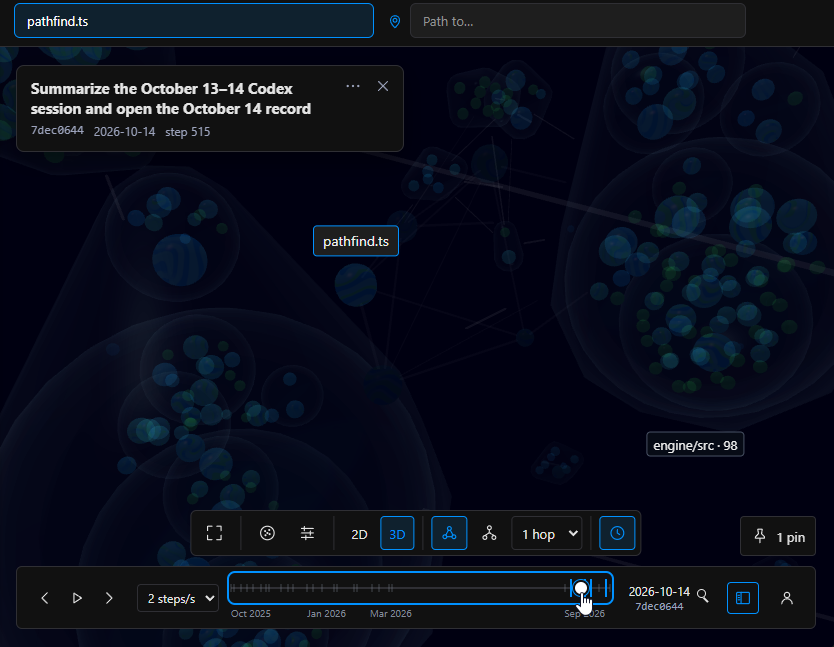 pathfind.ts
Path to...
Summarize the October 13–14 Codex
session and open the October 14 record
7dec0644 2026-10-14 step 515
pathfind.ts
engine/src · 98
2D 3D 1 hop
1 pin
2 steps/s
Oct 2025 Jan 2026 Mar 2026
2026-10-14
7dec0644